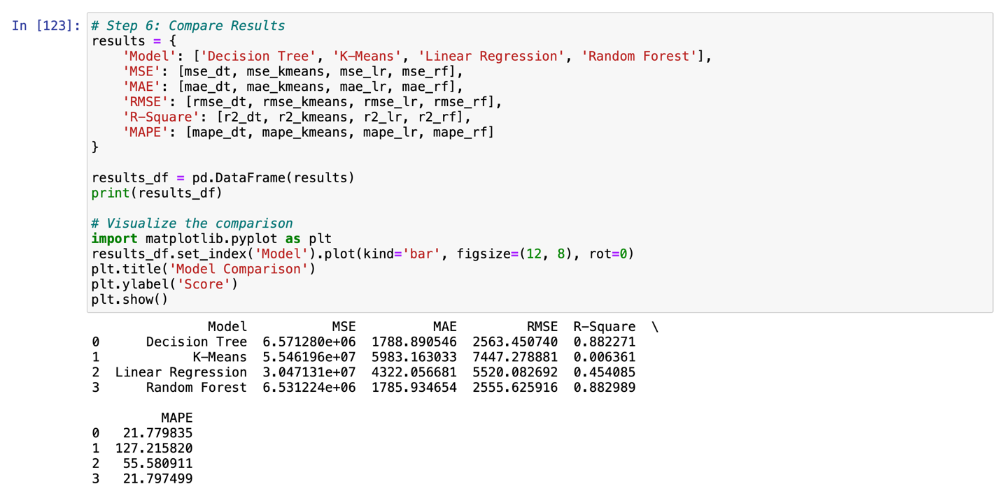 In [123]: # Step 6: Compare Results
results = {
    'Model': ['Decision Tree', 'K-Means', 'Linear Regression', 'Random Forest'],
    'MSE': [mse_dt, mse_kmeans, mse_lr, mse_rf],
    'MAE': [mae_dt, mae_kmeans, mae_lr, mae_rf],
    'RMSE': [rmse_dt, rmse_kmeans, rmse_lr, rmse_rf],
    'R-Square': [r2_dt, r2_kmeans, r2_lr, r2_rf],
    'MAPE': [mape_dt, mape_kmeans, mape_lr, mape_rf]
}
results_df = pd.DataFrame(results)
print(results_df)
# Visualize the comparison
import matplotlib.pyplot as plt
results_df.set_index('Model').plot(kind='bar', figsize=(12, 8), rot=0)
plt.title('Model Comparison')
plt.ylabel('Score')
plt.show()
Model MSE MAE RMSE R-Square \
0 Decision Tree 6.571280e+06 1788.890546 2563.450740 0.882271
1 K-Means 5.546196e+07 5983.163033 7447.278881 0.006361
2 Linear Regression 3.047131e+07 4322.056681 5520.082692 0.454085
3 Random Forest 6.531224e+06 1785.934654 2555.625916 0.882989
MAPE
0 21.779835
1 127.215820
2 55.580911
3 21.797499